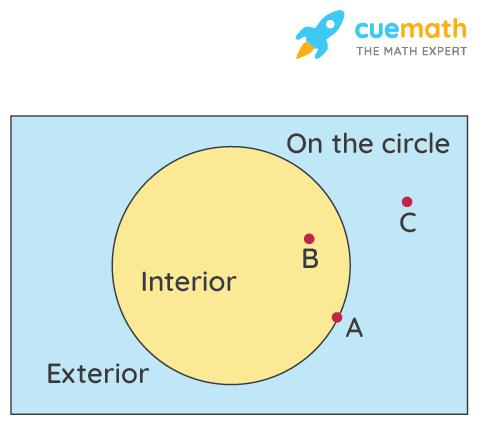 cuemath
THE MATH EXPERT
On the circle
C
B
Interior
A
Exterior